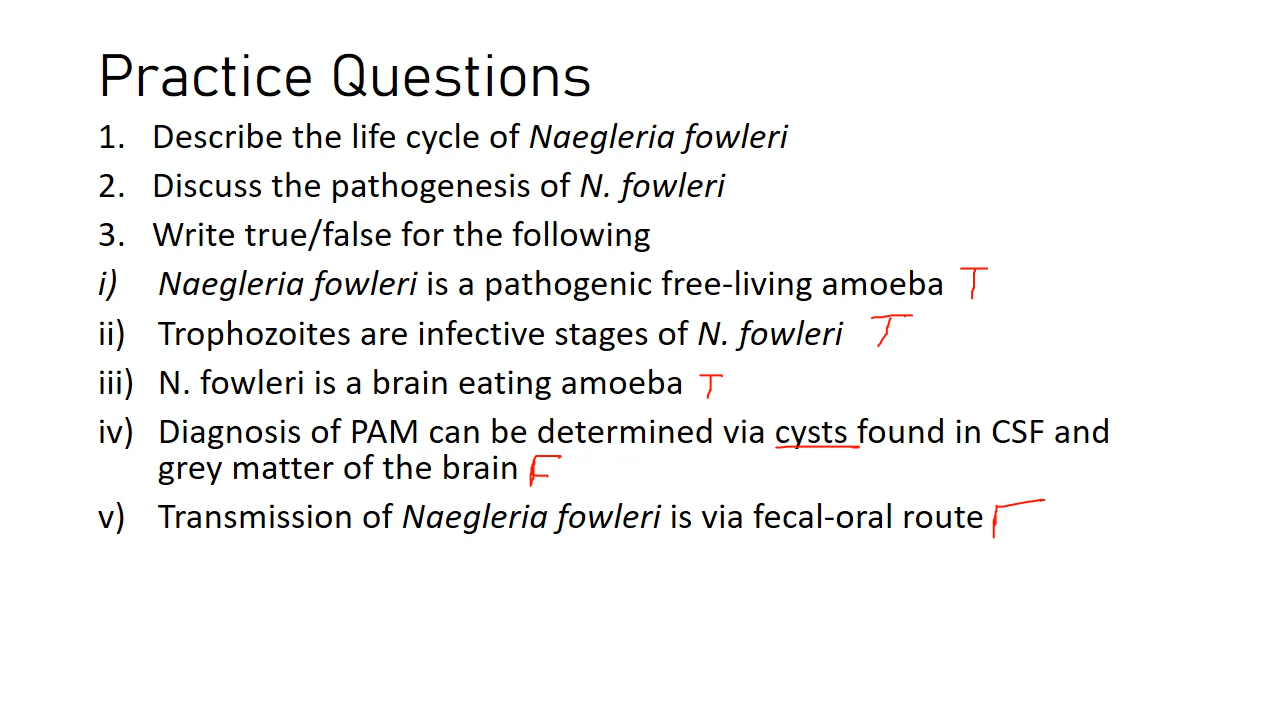 Practice Questions
1. Describe the life cycle of Naegleria fowleri
2. Discuss the pathogenesis of N. fowleri
3. Write true/false for the following
i) Naegleria fowleri is a pathogenic free-living amoeba T
ii) Trophozoites are infective stages of N. fowleri T
iii) N. fowleri is a brain eating amoeba T
iv) Diagnosis of PAM can be determined via cysts found in CSF and
grey matter of the brain F
v) Transmission of Naegleria fowleri is via fecal-oral route